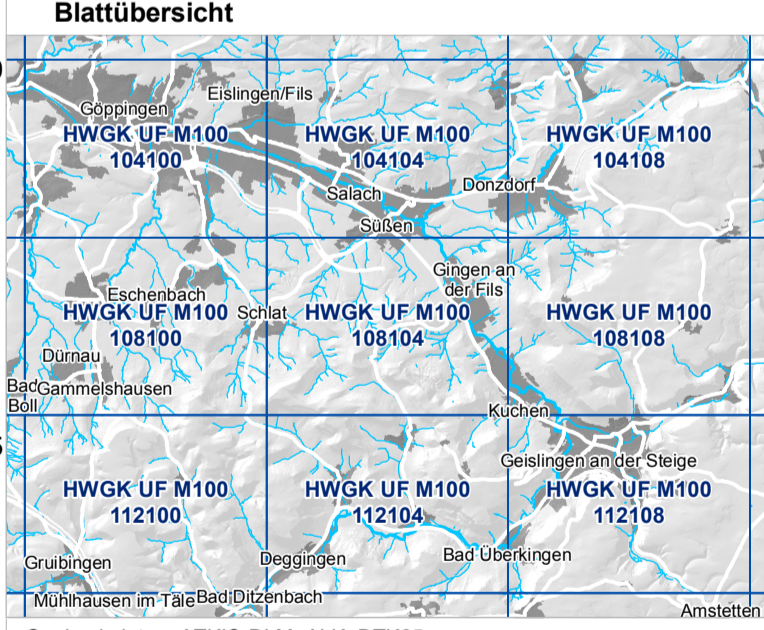 Blattübersicht
Eislingen/Fils
Göppingen
HWGK UF M100
104100
HWGK UF M100
104104
HWGK UF M100
104108
Salach
Donzdorf
Süßen
Gingen an
der Fils
Eschenbach
HWGK UF M100
108100
Schlat
HWGK UF M100
108104
HWGK UF M100
108108
Dürnau
Bad
Boll
Gammelshausen
Kuchen
Geislingen an der Steige
HWGK UF M100
112100
HWGK UF M100
112104
HWGK UF M100
112108
Gruibingen
Deggingen
Bad Überkingen
Mühlhausen im Täle
Bad Ditzenbach
Amstetten